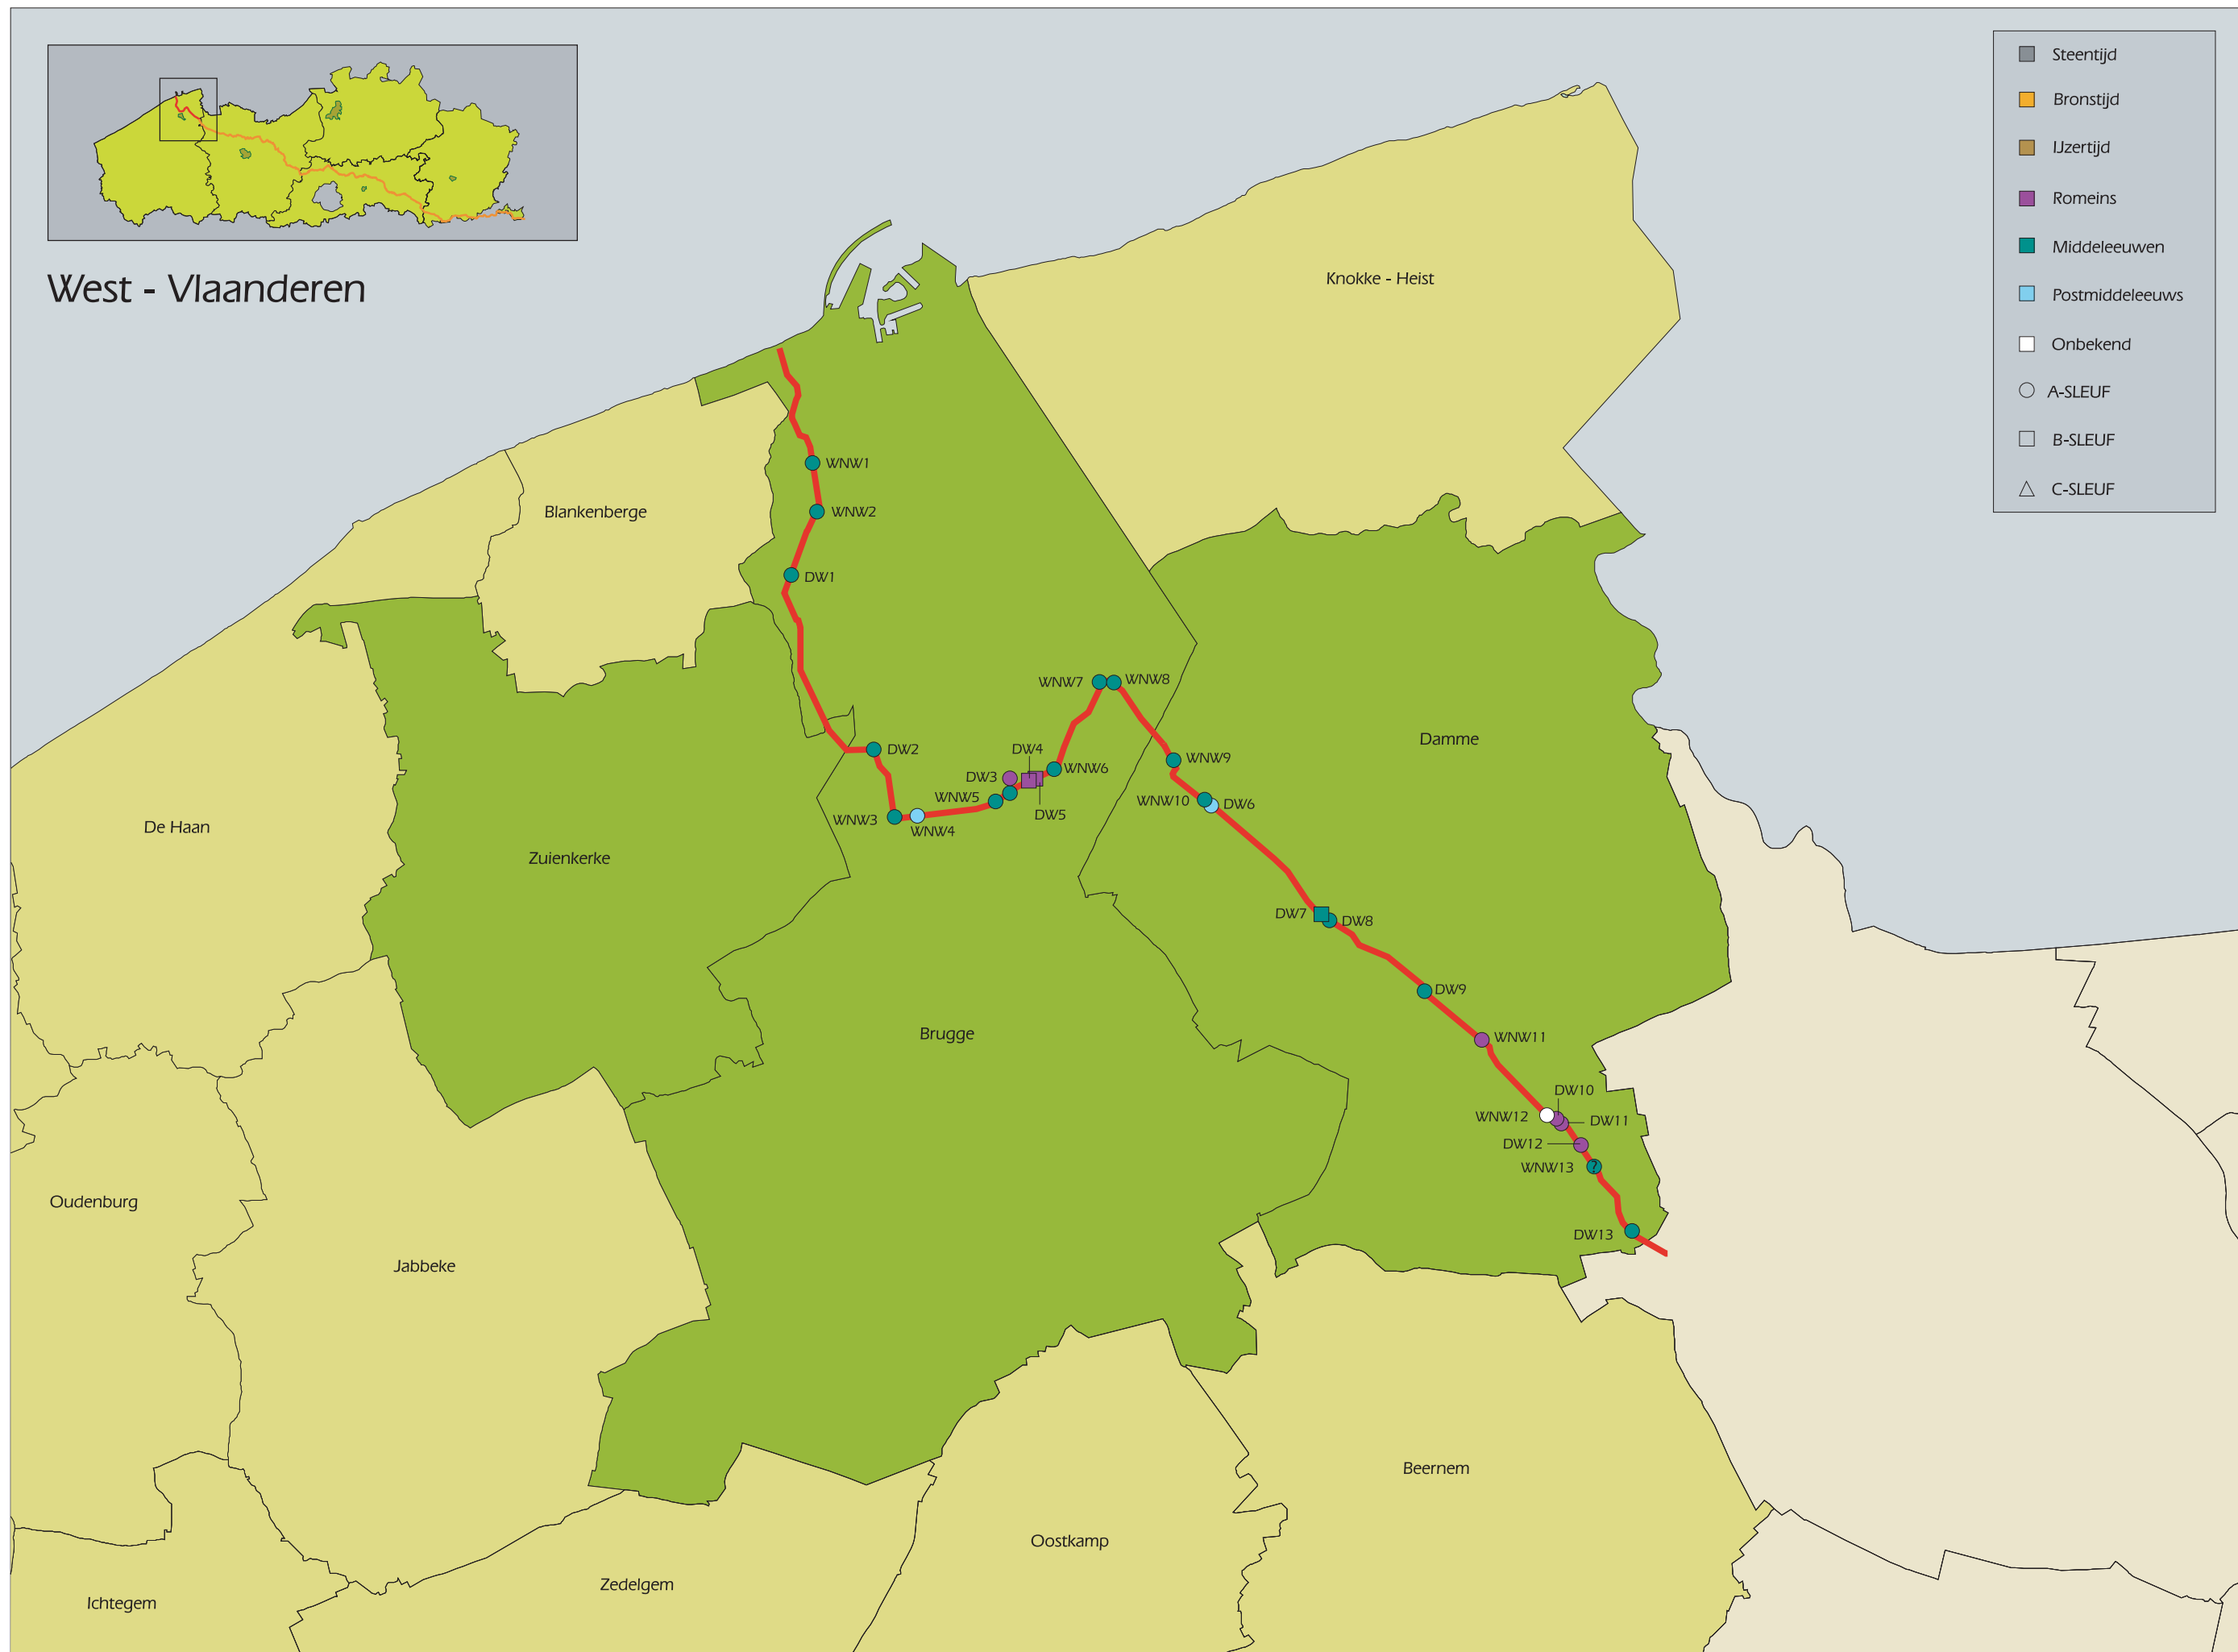 West - Vlaanderen
Steentijd
Bronstijd
IJzertijd
Romeins
Middeleeuwen
Postmiddeleeuws
Onbekend
A-SLEUF
B-SLEUF
C-SLEUF
Knokke - Heist
Blankenberge
WNW1
WNW2
DW1
WNW7
WNW8
Damme
DW2
DW4
WNW6
DW3
WNW5
DW5
WNW9
WNW10
DW6
WNW3
WNW4
De Haan
Zuienkerke
DW7
DW8
DW9
Brugge
WNW11
DW10
WNW12
DW11
DW12
WNW13
?
Oudenburg
DW13
Jabbeke
Beernem
Oostkamp
Zedelgem
Ichtegem